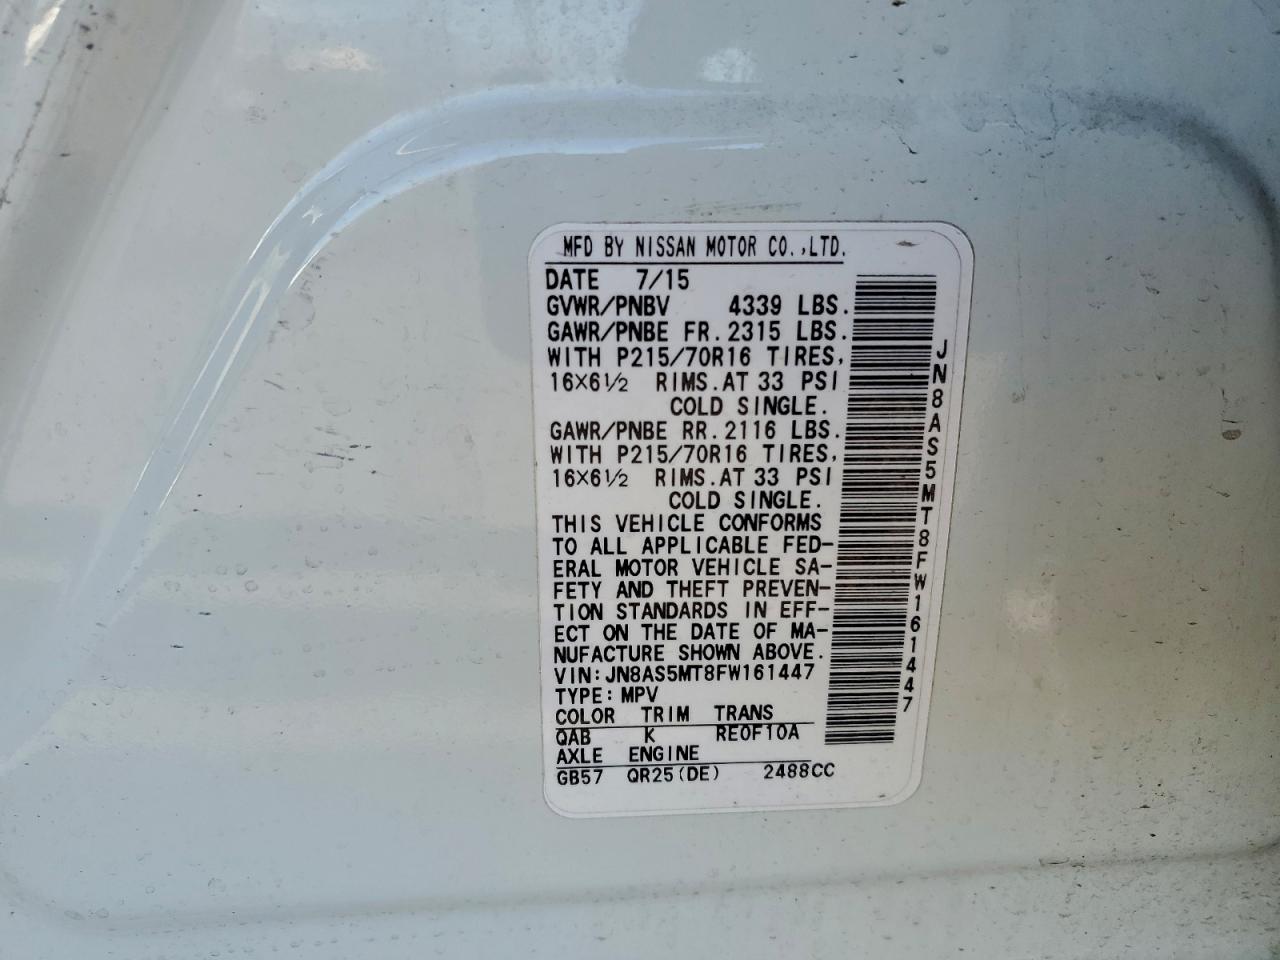 MFD BY NISSAN MOTOR CO.,LTD.
DATE 7/15
GVWR/PNBV 4339 LBS.
GAWR/PNBE FR.2315 LBS.
WITH P215/70R16 TIRES,
16×6½ RIMS.AT 33 PSI
COLD SINGLE.
GAWR/PNBE RR.2116 LBS.
WITH P215/70R16 TIRES,
16×6½ RIMS.AT 33 PSI
COLD SINGLE.
THIS VEHICLE CONFORMS
TO ALL APPLICABLE FED-
ERAL MOTOR VEHICLE SA-
FETY AND THEFT PREVEN-
TION STANDARDS IN EFF-
ECT ON THE DATE OF MA-
NUFACTURE SHOWN ABOVE.
VIN:JN8AS5MT8FW161447
TYPE:MPV
COLOR TRIM TRANS
QAB K RE0F10A
AXLE ENGINE
GB57 QR25(DE) 2488CC
JN8AS5MT8FW161447